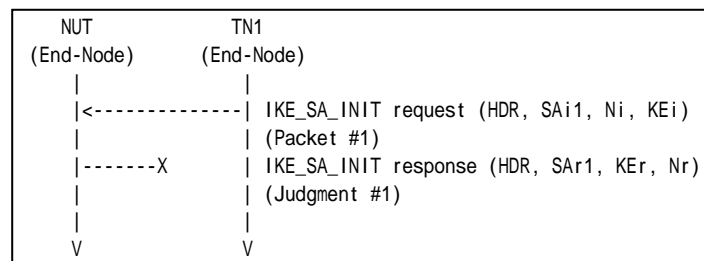 NUT TN1
(End-Node) (End-Node)
| |
|<--------------| IKE_SA_INIT request (HDR, SAi1, Ni, KEi)
| | (Packet #1)
|-------X | IKE_SA_INIT response (HDR, SAr1, KEr, Nr)
| | (Judgment #1)
| |
V V